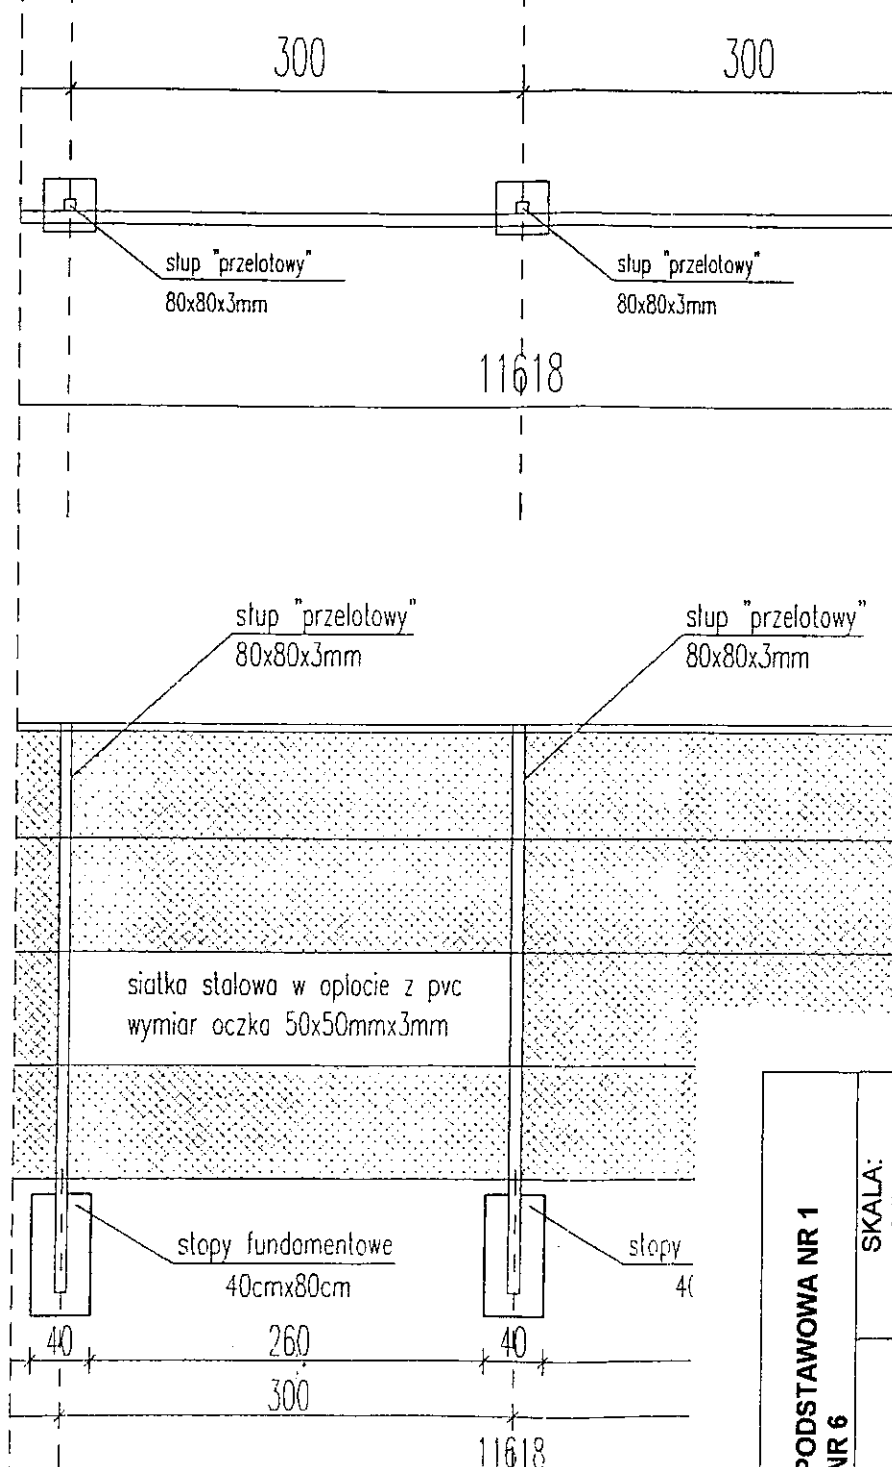 300
300
słup "przelotowy"
80x80x3mm
słup "przelotowy"
80x80x3mm
11618
słup "przelotowy"
80x80x3mm
słup "przelotowy"
80x80x3mm
siatka stalowa w oplocie z pvc
wymiar oczka 50x50mmx3mm
stopy fundamentowe
40cmx80cm
stopy
40
40
260
40
300
11618
PODSTAWOWA NR 1
NR 6
SKALA: